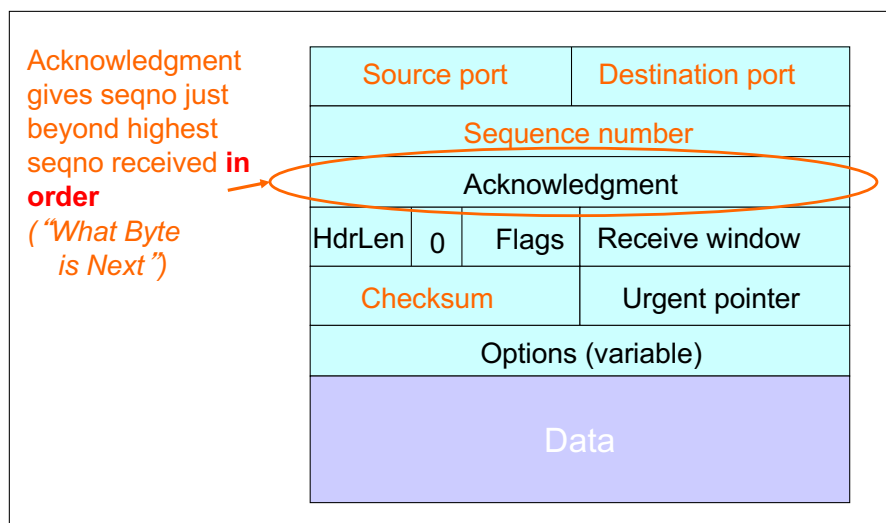 Acknowledgment
gives seqno just
beyond highest
seqno received in
order
(“What Byte
is Next”)
Source port
Destination port
Sequence number
Acknowledgment
HdrLen
0
Flags
Receive window
Checksum
Urgent pointer
Options (variable)
Data